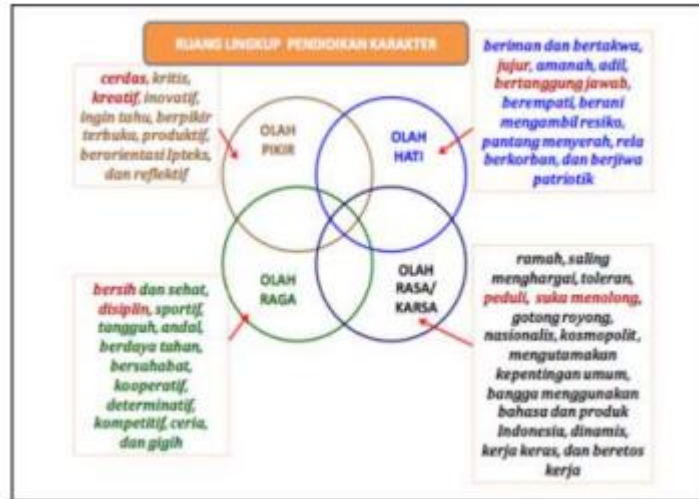 RUANG LINGKUP PENDIDIKAN KARAKTER
cerdas, kritis,
kreatif, inovatif,
ingin tahu, berpikir
terbuka, produktif,
berorientasi Ipteks,
dan reflektif
OLAH
PIKIR
OLAH
HATI
beriman dan bertakwa,
jujur, amanah, adil,
bertanggung jawab,
berempati, berani
mengambil resiko,
pantang menyerah, rela
berkorban, dan berjiwa
patriotik
bersih dan sehat,
disiplin, sportif,
tangguh, andal,
berdaya tahan,
bersahabat,
kooperatif,
determinatif,
kompetitif, ceria,
dan gigih
OLAH
RAGA
OLAH
RASA/
KARSA
ramah, saling
menghargai, toleran,
peduli, suka menolong,
gotong royong,
nasionalis, kosmopolit,
mengutamakan
kepentingan umum,
bangga menggunakan
bahasa dan produk
Indonesia, dinamis,
kerja keras, dan beretos
kerja